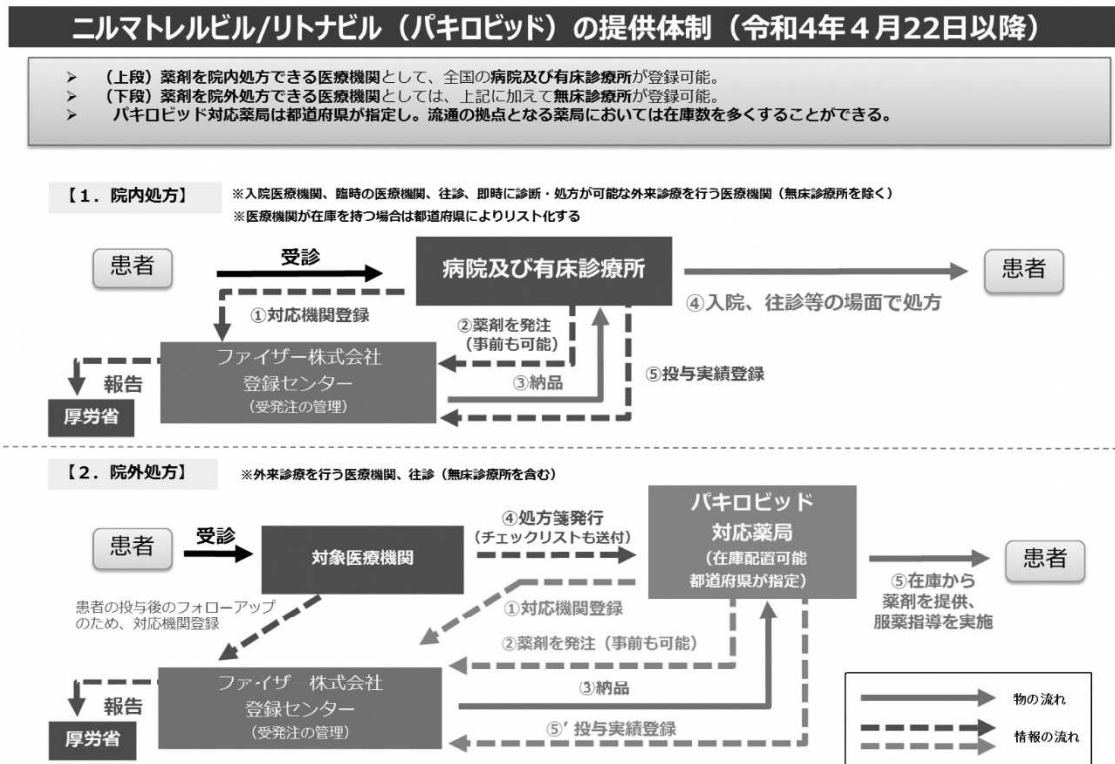 ニルマトレルビル/リトナビル（パキロビッド）の提供体制（令和4年４月22日以降）
➢ （上段）薬剤を院内処方できる医療機関として、全国の病院及び有床診療所が登録可能。
➢ （下段）薬剤を院外処方できる医療機関としては、上記に加えて無床診療所が登録可能。
➢ パキロビッド対応薬局は都道府県が指定し。流通の拠点となる薬局においては在庫数を多くすることができる。
【１．院内処方】
※入院医療機関、臨時の医療機関、往診、即時に診断・処方が可能な外来診療を行う医療機関（無床診療所を除く）
※医療機関が在庫を持つ場合は都道府県によりリスト化する
患者
受診
病院及び有床診療所
④入院、往診等の場面で処方
患者
①対応機関登録
②薬剤を発注
（事前も可能）
③納品
⑤投与実績登録
ファイザー株式会社
登録センター
（受発注の管理）
報告
厚労省
【２．院外処方】
※外来診療を行う医療機関、往診（無床診療所を含む）
患者
受診
対象医療機関
④処方箋発行
（チェックリストも送付）
パキロビッド
対応薬局
（在庫配置可能
都道府県が指定）
⑤在庫から
薬剤を提供、
服薬指導を実施
患者
患者の投与後のフォローアップ
のため、対応機関登録
①対応機関登録
②薬剤を発注（事前も可能）
③納品
⑤’投与実績登録
ファイザー株式会社
登録センター
（受発注の管理）
報告
厚労省
物の流れ
情報の流れ